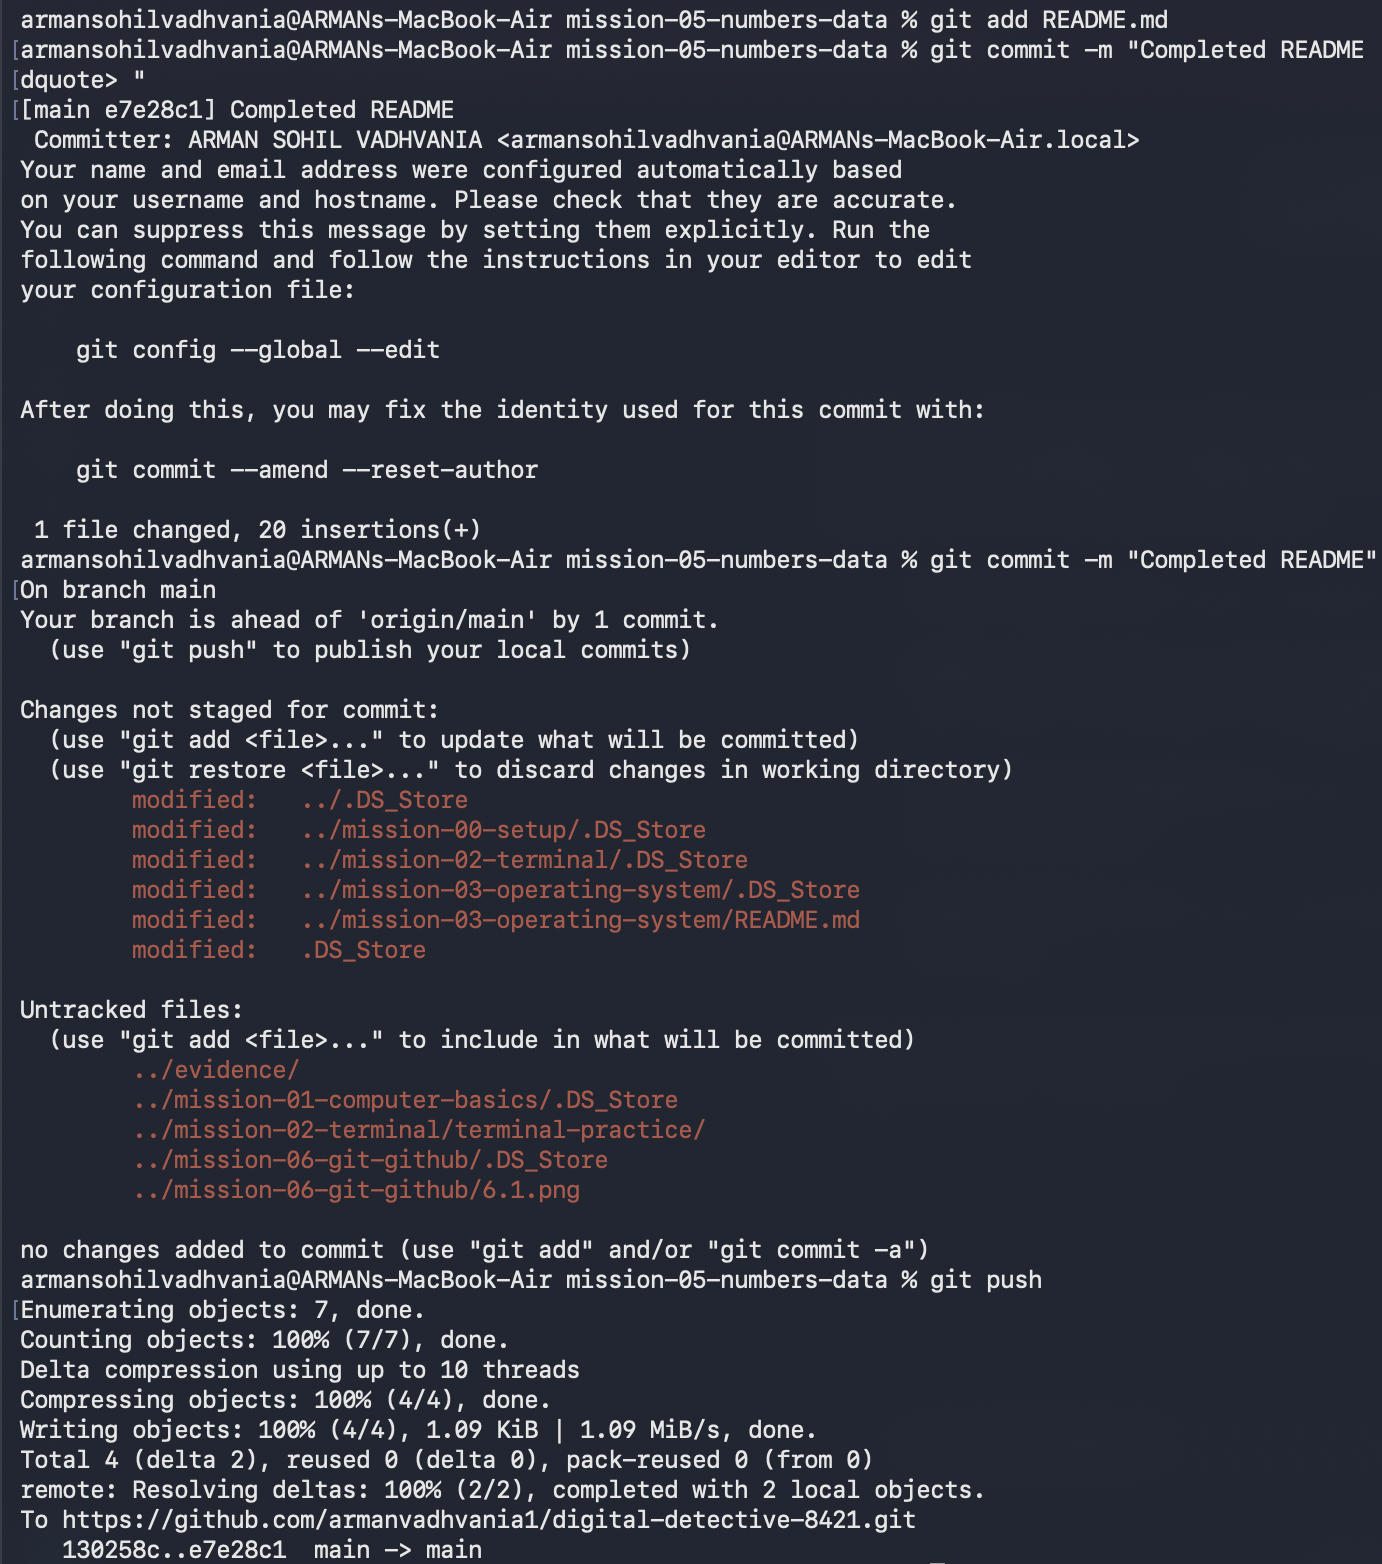 armansohilvadhvania@ARMANs-MacBook-Air mission-05-numbers-data % git add README.md
[armansohilvadhvania@ARMANs-MacBook-Air mission-05-numbers-data % git commit -m "Completed README
[dquote> "
[[main e7e28c1] Completed README
 Committer: ARMAN SOHIL VADHVANIA <armansohilvadhvania@ARMANs-MacBook-Air.local>
Your name and email address were configured automatically based
on your username and hostname. Please check that they are accurate.
You can suppress this message by setting them explicitly. Run the
following command and follow the instructions in your editor to edit
your configuration file:

    git config --global --edit

After doing this, you may fix the identity used for this commit with:

    git commit --amend --reset-author

 1 file changed, 20 insertions(+)
armansohilvadhvania@ARMANs-MacBook-Air mission-05-numbers-data % git commit -m "Completed README"
[On branch main
Your branch is ahead of 'origin/main' by 1 commit.
  (use "git push" to publish your local commits)

Changes not staged for commit:
  (use "git add <file>..." to update what will be committed)
  (use "git restore <file>..." to discard changes in working directory)
        modified:   ../.DS_Store
        modified:   ../mission-00-setup/.DS_Store
        modified:   ../mission-02-terminal/.DS_Store
        modified:   ../mission-03-operating-system/.DS_Store
        modified:   ../mission-03-operating-system/README.md
        modified:   .DS_Store

Untracked files:
  (use "git add <file>..." to include in what will be committed)
        ../evidence/
        ../mission-01-computer-basics/.DS_Store
        ../mission-02-terminal/terminal-practice/
        ../mission-06-git-github/.DS_Store
        ../mission-06-git-github/6.1.png

no changes added to commit (use "git add" and/or "git commit -a")
armansohilvadhvania@ARMANs-MacBook-Air mission-05-numbers-data % git push
[Enumerating objects: 7, done.
Counting objects: 100% (7/7), done.
Delta compression using up to 10 threads
Compressing objects: 100% (4/4), done.
Writing objects: 100% (4/4), 1.09 KiB | 1.09 MiB/s, done.
Total 4 (delta 2), reused 0 (delta 0), pack-reused 0 (from 0)
remote: Resolving deltas: 100% (2/2), completed with 2 local objects.
To https://github.com/armanvadhvania1/digital-detective-8421.git
   130258c..e7e28c1  main -> main